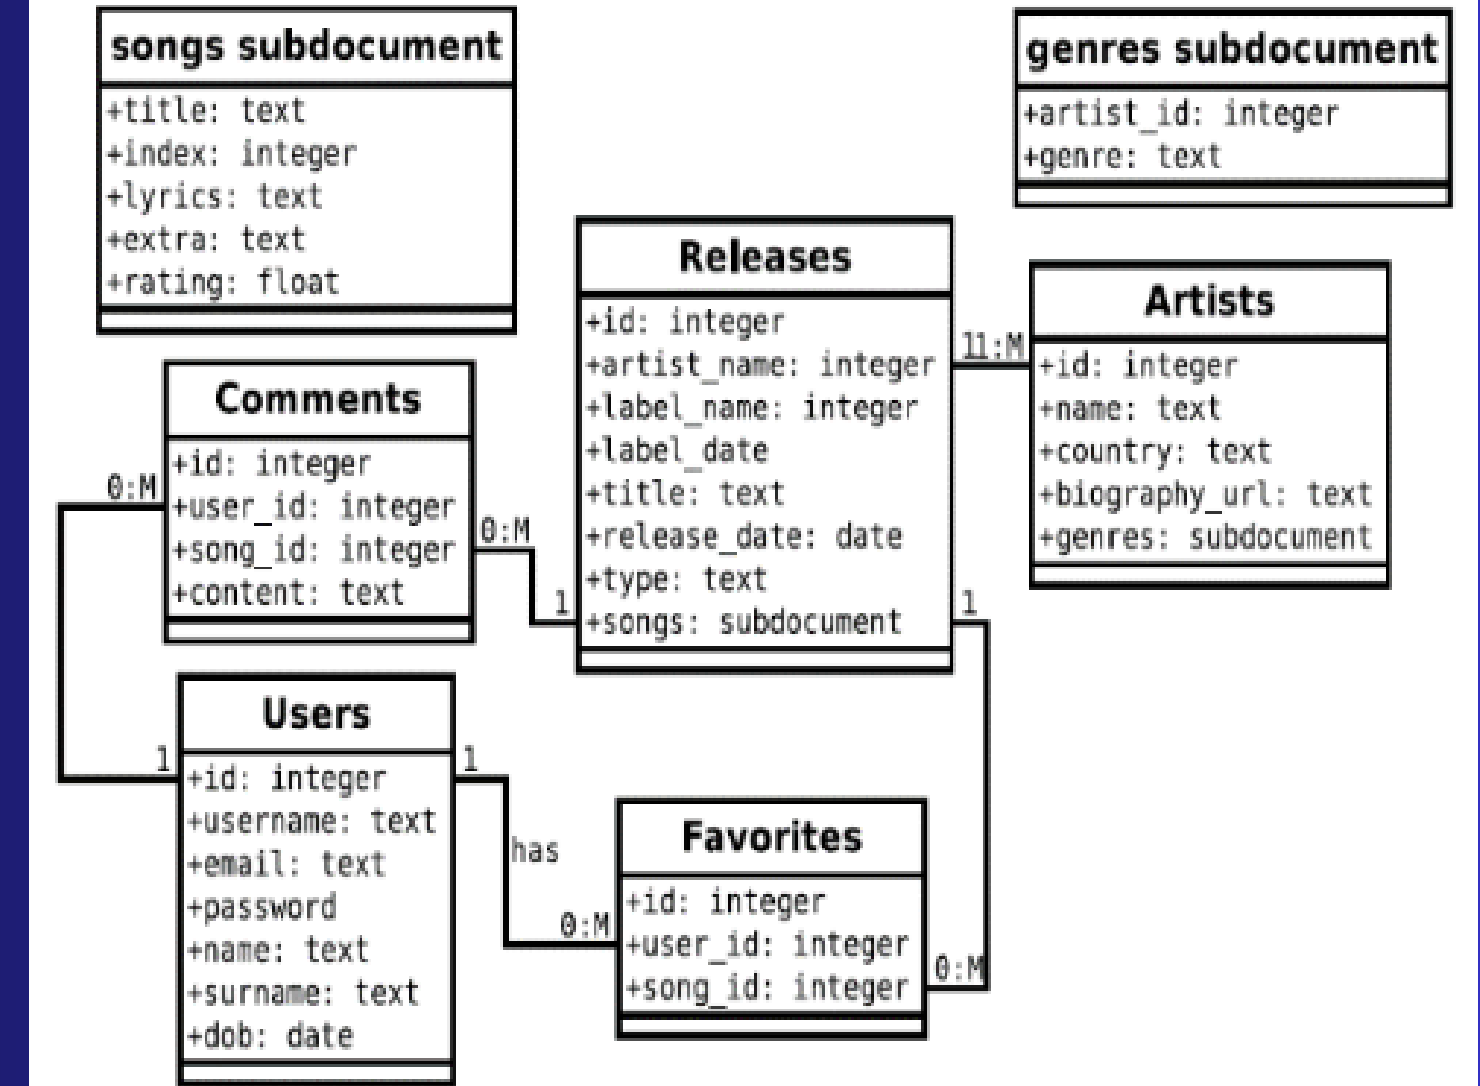 songs subdocument
+title: text
+index: integer
+lyrics: text
+extra: text
+rating: float
genres subdocument
+artist_id: integer
+genre: text
Releases
+id: integer
+artist_name: integer
+label_name: integer
+label_date
+title: text
+release_date: date
+type: text
+songs: subdocument
11:M
Artists
+id: integer
+name: text
+country: text
+biography_url: text
+genres: subdocument
Comments
+id: integer
+user_id: integer
+song_id: integer
+content: text
0:M
0:M
1
1
Users
+id: integer
+username: text
+email: text
+password
+name: text
+surname: text
+dob: date
1
1
has
0:M
Favorites
+id: integer
+user_id: integer
+song_id: integer
0:M